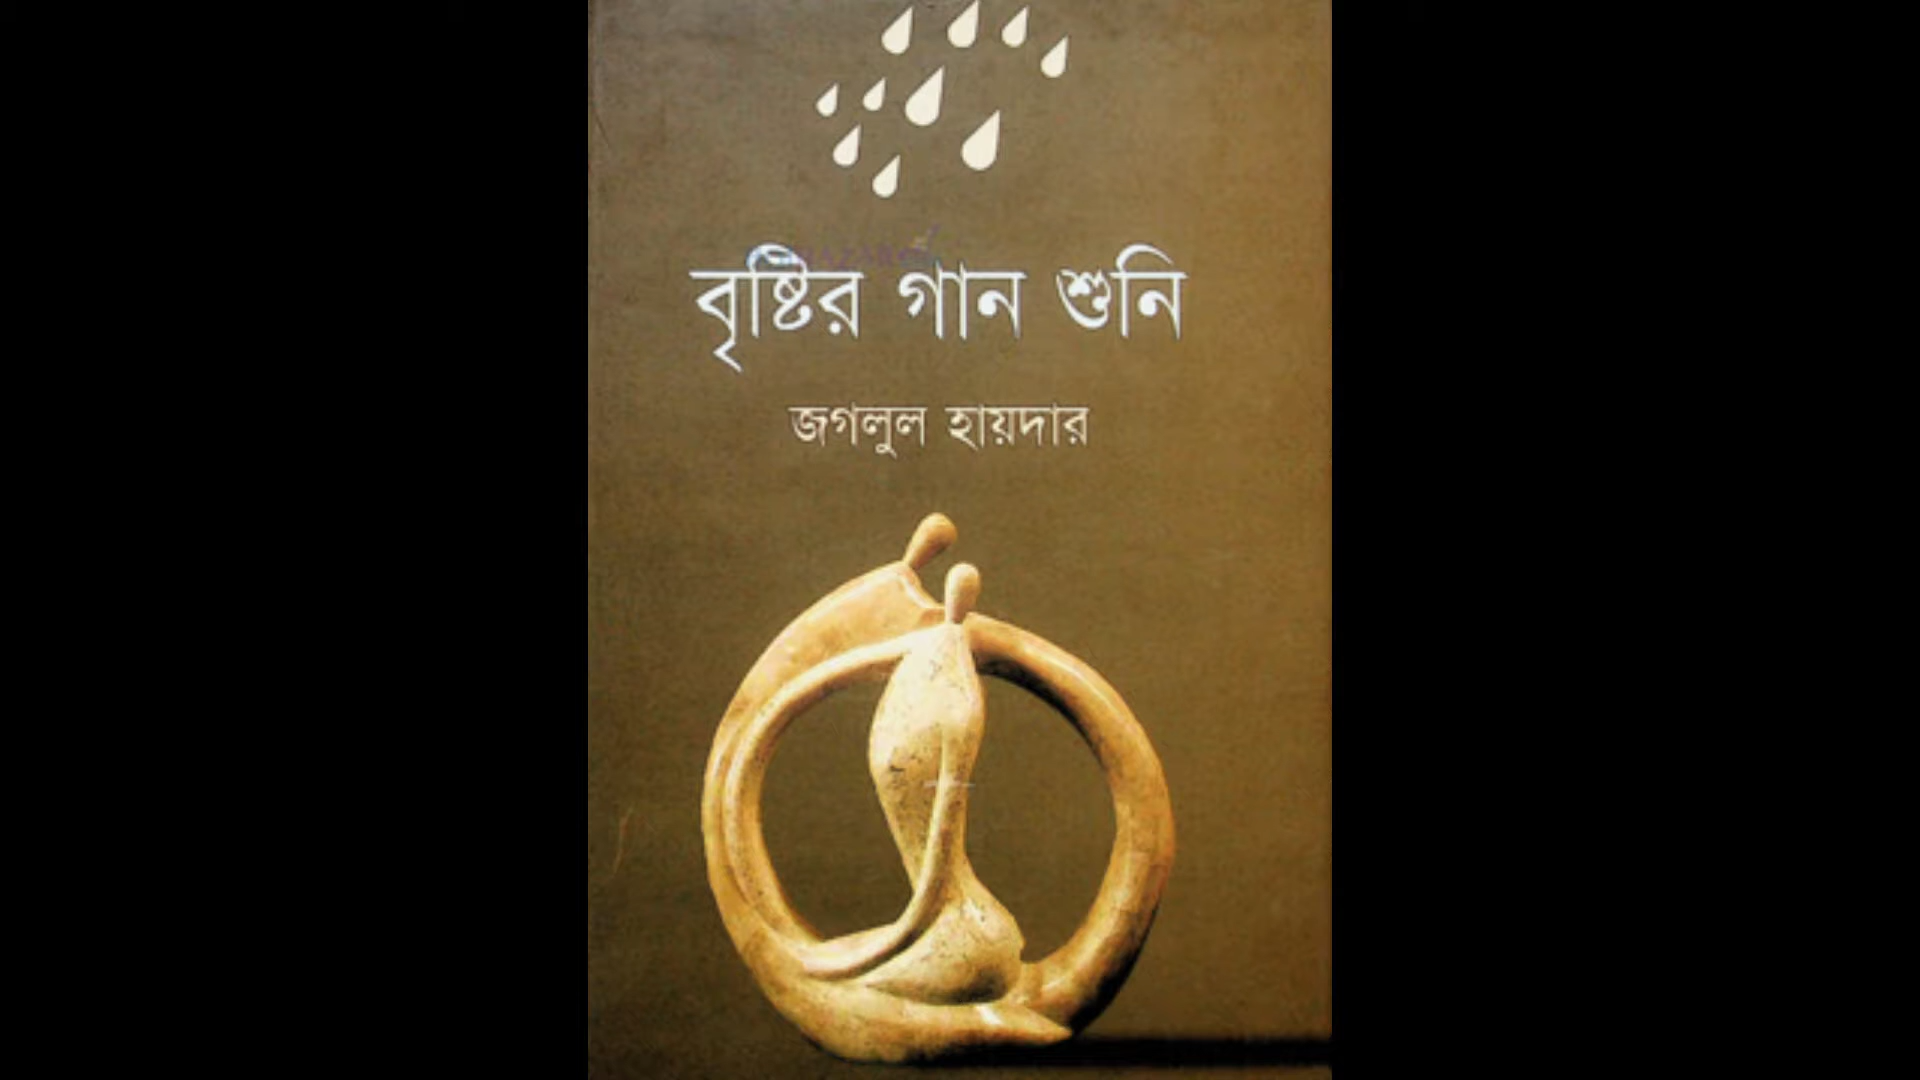 বৃষ্টির গান শুনি
জগলুল হায়দার